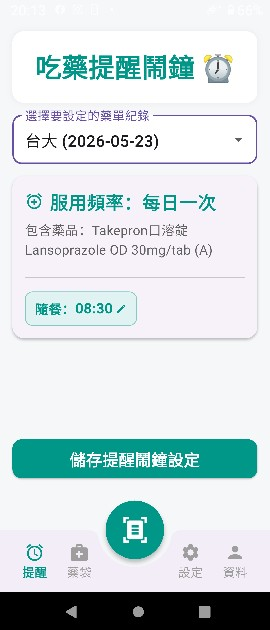 吃藥提醒鬧鐘 ⏰
選擇要設定的藥單紀錄
台大 (2026-05-23)
服用頻率：每日一次
包含藥品：Takepron口溶錠
Lansoprazole OD 30mg/tab (A)
隨餐：08:30
儲存提醒鬧鐘設定
提醒
藥袋
設定
資料